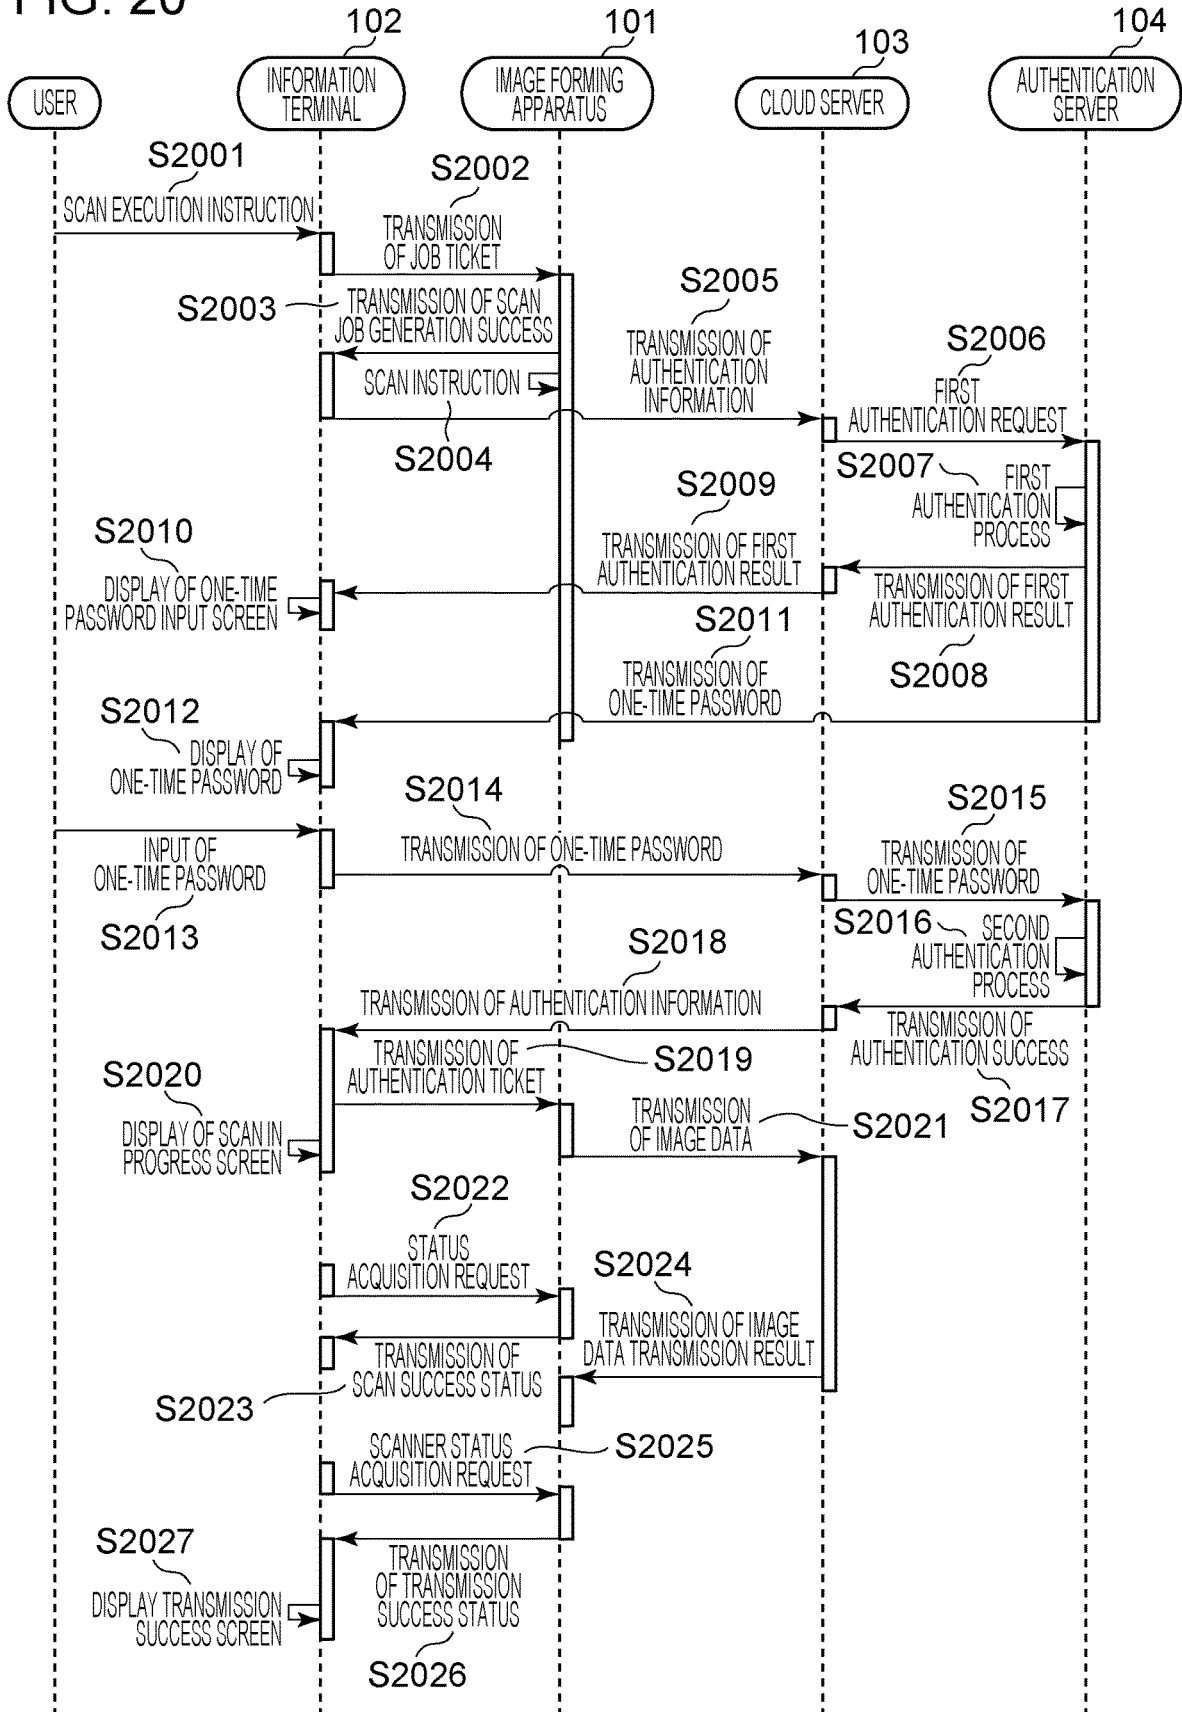 FIG. 20
102
101
103
104
USER
INFORMATION
TERMINAL
IMAGE FORMING
APPARATUS
CLOUD SERVER
AUTHENTICATION
SERVER
S2001
SCAN EXECUTION INSTRUCTION
S2002
TRANSMISSION
OF JOB TICKET
S2003
TRANSMISSION OF SCAN
JOB GENERATION SUCCESS
SCAN INSTRUCTION
S2004
S2005
TRANSMISSION OF
AUTHENTICATION
INFORMATION
S2006
FIRST
AUTHENTICATION REQUEST
S2007
FIRST
AUTHENTICATION
PROCESS
S2009
TRANSMISSION OF FIRST
AUTHENTICATION RESULT
TRANSMISSION OF FIRST
AUTHENTICATION RESULT
S2008
S2010
DISPLAY OF ONE-TIME
PASSWORD INPUT SCREEN
S2011
TRANSMISSION OF
ONE-TIME PASSWORD
S2012
DISPLAY OF
ONE-TIME PASSWORD
INPUT OF
ONE-TIME PASSWORD
S2013
S2014
TRANSMISSION OF ONE-TIME PASSWORD
S2015
TRANSMISSION OF
ONE-TIME PASSWORD
S2016
SECOND
AUTHENTICATION
PROCESS
S2018
TRANSMISSION OF AUTHENTICATION INFORMATION
TRANSMISSION OF
AUTHENTICATION SUCCESS
S2017
TRANSMISSION OF
AUTHENTICATION TICKET
S2019
S2020
DISPLAY OF SCAN IN
PROGRESS SCREEN
TRANSMISSION
OF IMAGE DATA
S2021
S2022
STATUS
ACQUISITION REQUEST
TRANSMISSION OF
SCAN SUCCESS STATUS
S2023
S2024
TRANSMISSION OF IMAGE
DATA TRANSMISSION RESULT
SCANNER STATUS
ACQUISITION REQUEST
S2025
S2027
DISPLAY TRANSMISSION
SUCCESS SCREEN
TRANSMISSION
OF TRANSMISSION
SUCCESS STATUS
S2026